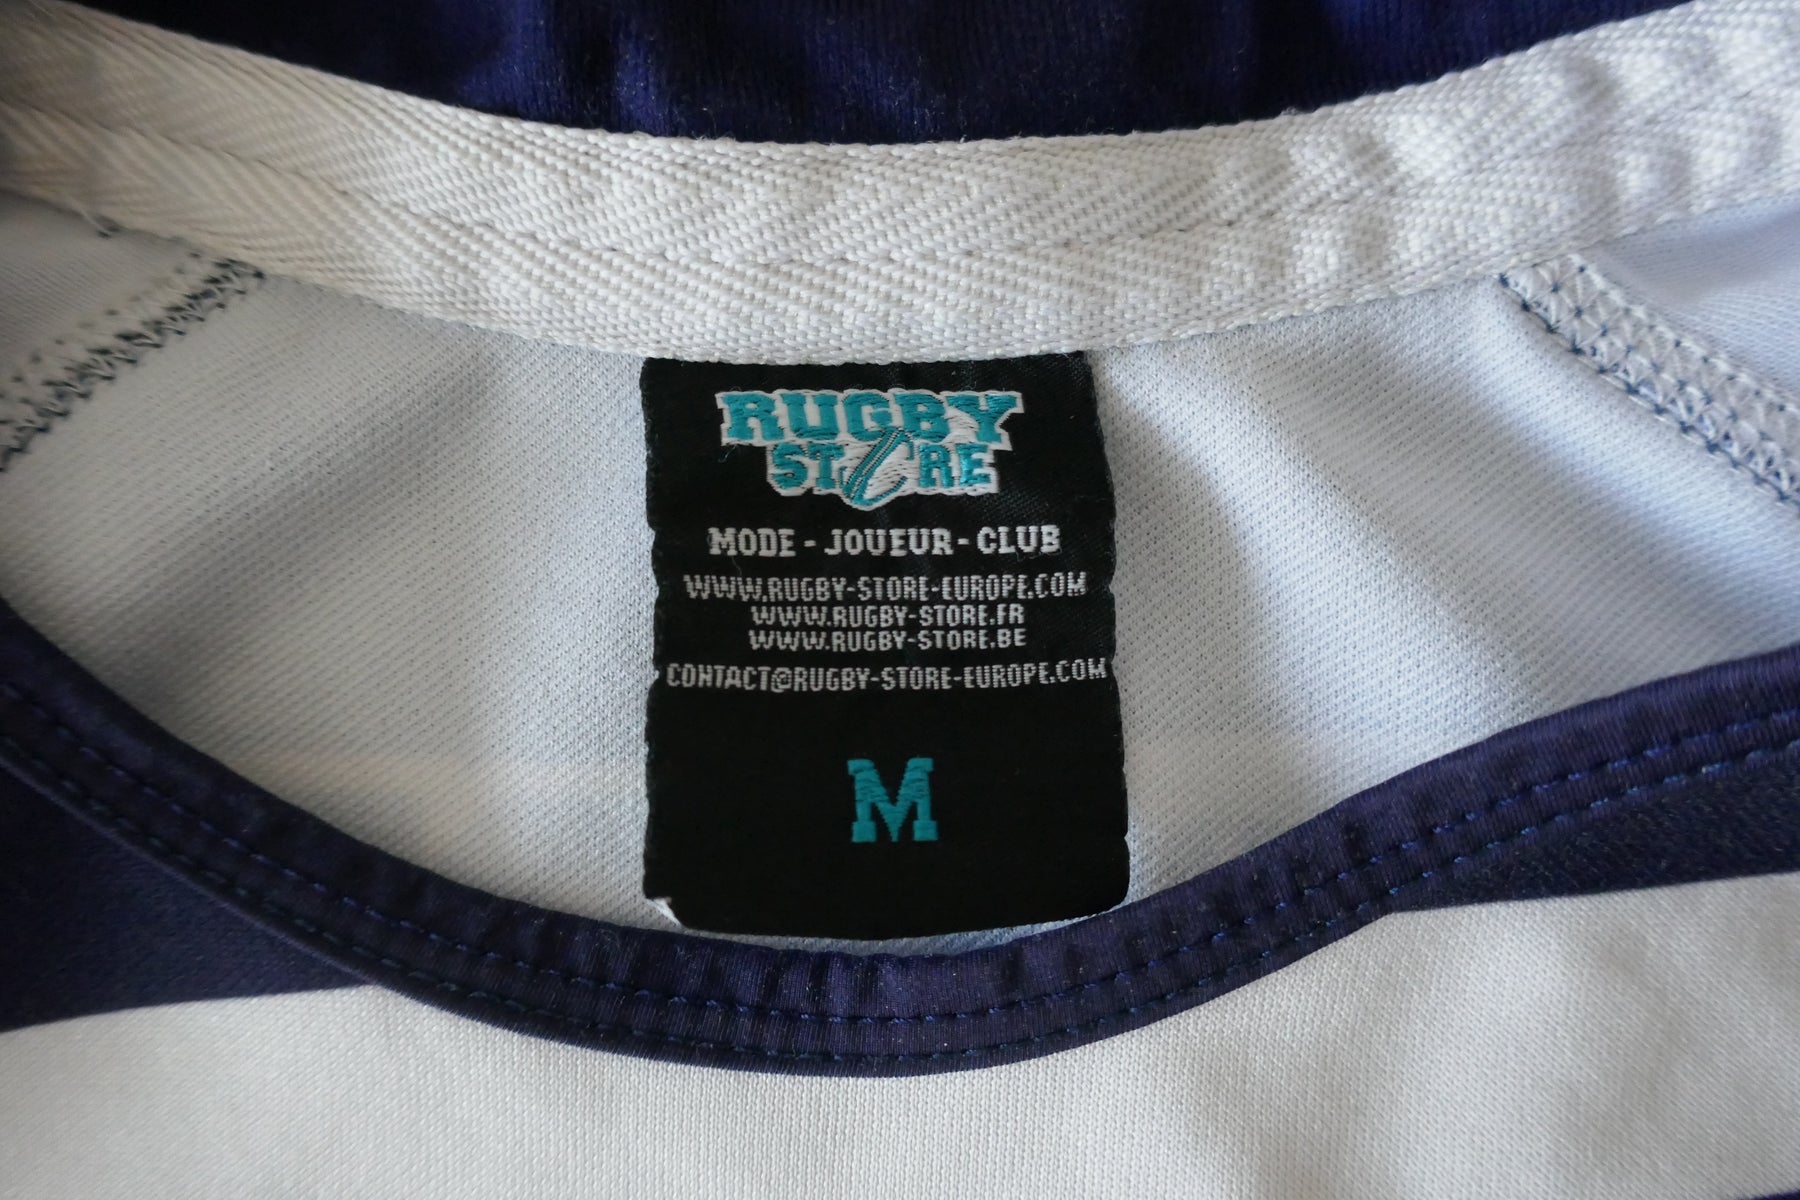 RUGBY
STORE
MODE - JOUEUR - CLUB
WWW.RUGBY-STORE-EUROPE.COM
WWW.RUGBY-STORE.FR
WWW.RUGBY-STORE.BE
CONTACT@RUGBY-STORE-EUROPE.COM
M